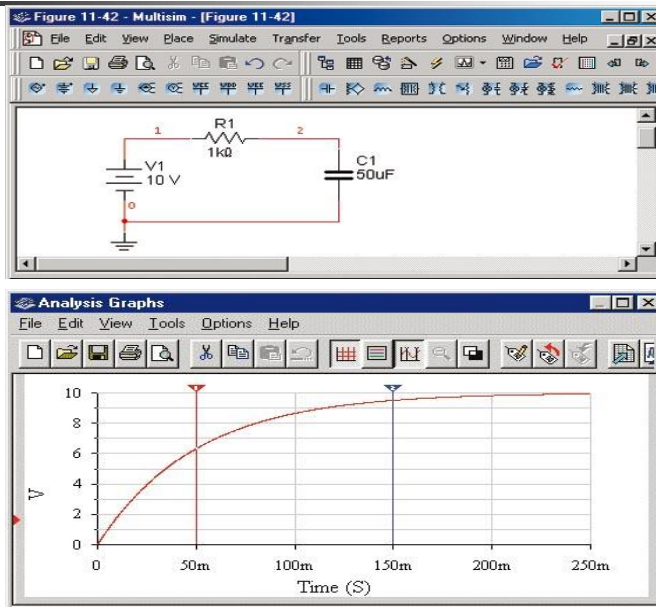 Figure 11-42 - Multisim - [Figure 11-42]
File Edit View Place Simulate Transfer Tools Reports Options Window Help
1 R1 2
1kΩ
V1 C1
10 V 50uF
0
Analysis Graphs
File Edit View Tools Options Help
1 2
10
8
6
4
2
0
V
0 50m 100m 150m 200m 250m
Time (S)